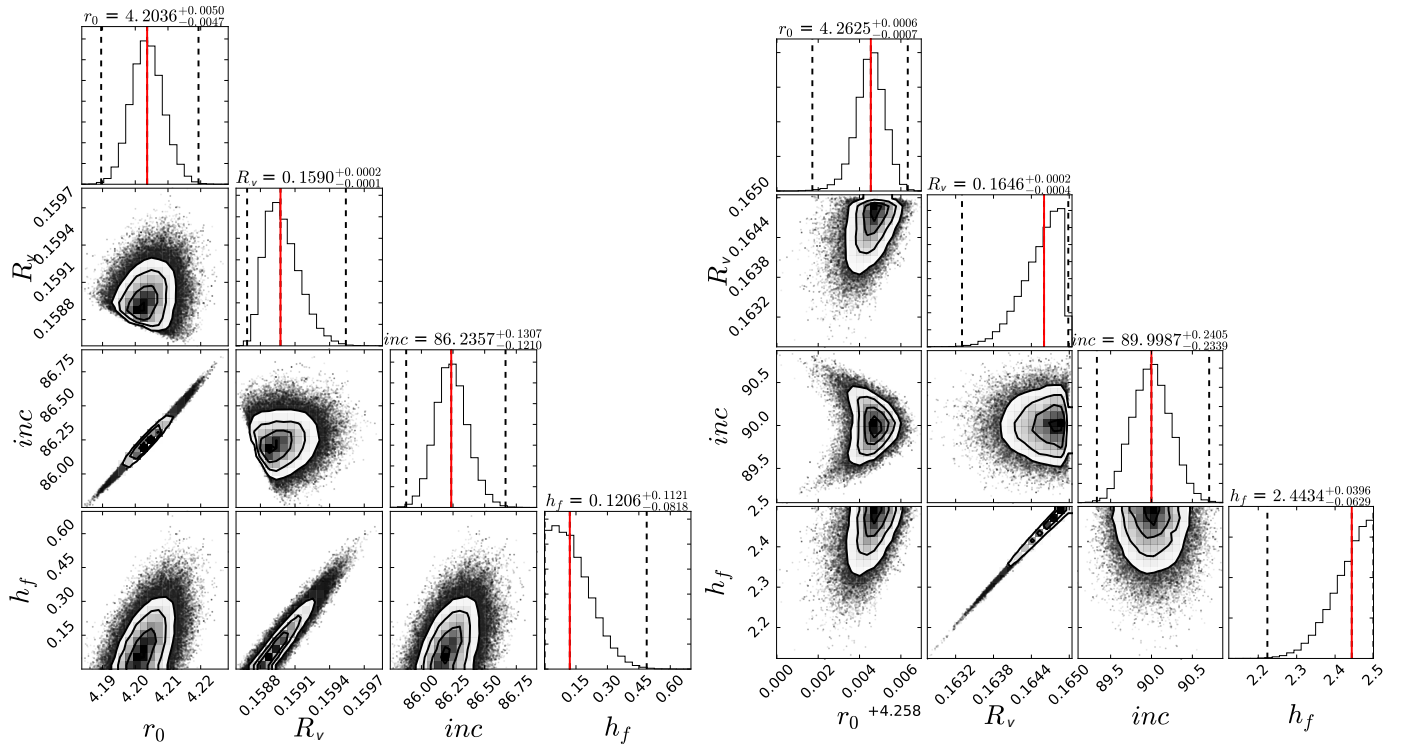 r_0 = 4.2036^{+0.0050}_{-0.0047}
R_ν
0.1597
0.1594
0.1591
0.1588
R_ν = 0.1590^{+0.0002}_{-0.0001}
inc
86.75
86.50
86.25
86.00
inc = 86.2357^{+0.1307}_{-0.1210}
h_f
0.60
0.45
0.30
0.15
h_f = 0.1206^{+0.1121}_{-0.0818}
4.19 4.20 4.21 4.22
r_0
0.1588 0.1591 0.1594 0.1597
R_ν
86.00 86.25 86.50 86.75
inc
0.15 0.30 0.45 0.60
h_f
r_0 = 4.2625^{+0.0006}_{-0.0007}
R_ν
0.1650
0.1644
0.1638
0.1632
R_ν = 0.1646^{+0.0002}_{-0.0004}
inc
90.5
90.0
89.5
inc = 89.9987^{+0.2405}_{-0.2339}
h_f
2.4
2.3
2.2
h_f = 2.4434^{+0.0396}_{-0.0629}
0.000 0.002 0.004 0.006
r_0 +4.258
0.1632 0.1638 0.1644 0.1650
R_ν
89.5 90.0 90.5
inc
2.2 2.3 2.4 2.5
h_f